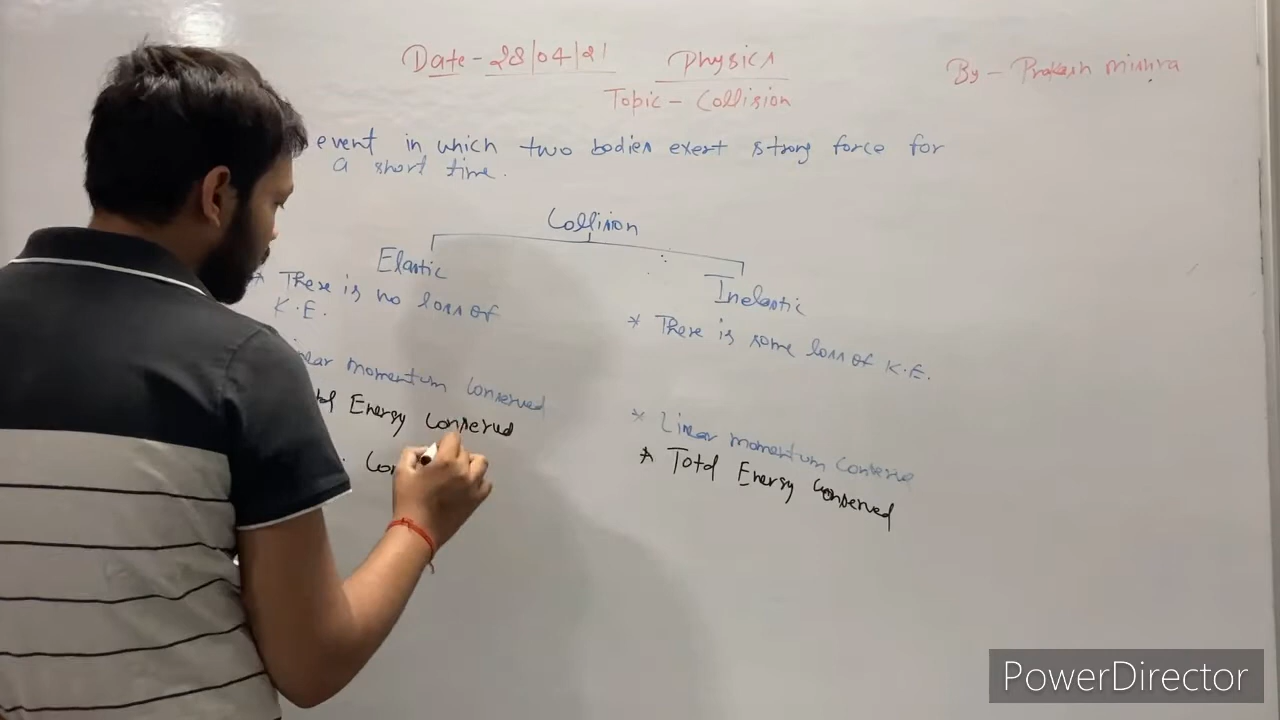 Date - 28/04/21 Physics By - Prakash Mishra
Topic - Collision
event in which two bodies exert strong force for
a short time.
Collision
Elastic
Inelastic
* There is no loss of
K.E.
* There is some loss of K.E.
near momentum conserved
* Linear momentum conserve
Energy conserved
* Total Energy conserved
Con
PowerDirector